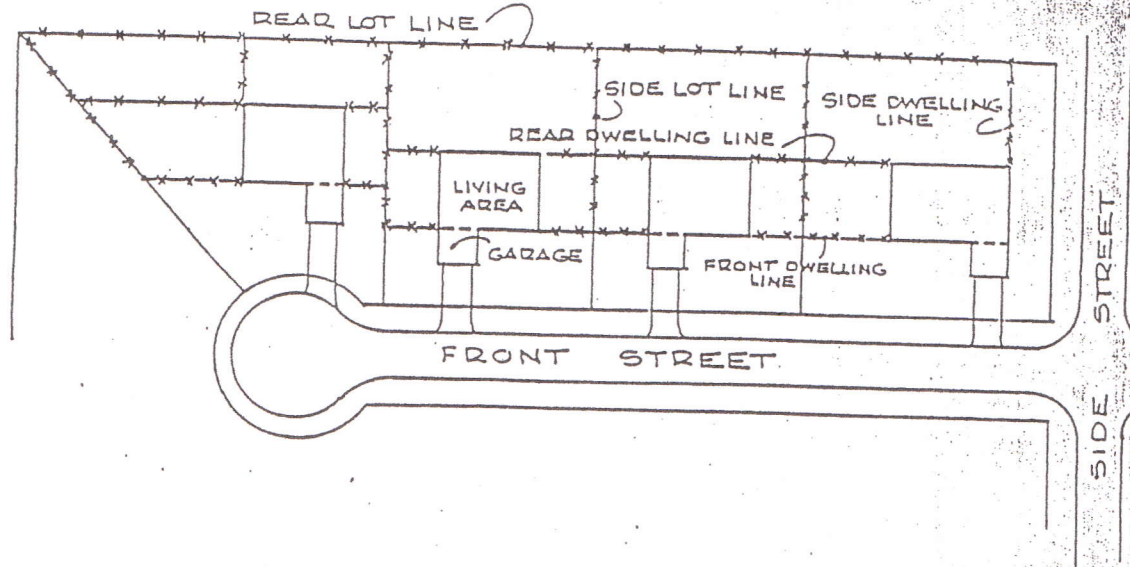 REAR LOT LINE
SIDE LOT LINE
SIDE DWELLING
LINE
REAR DWELLING LINE
LIVING
AREA
GARAGE
FRONT DWELLING
LINE
FRONT STREET
SIDE STREET